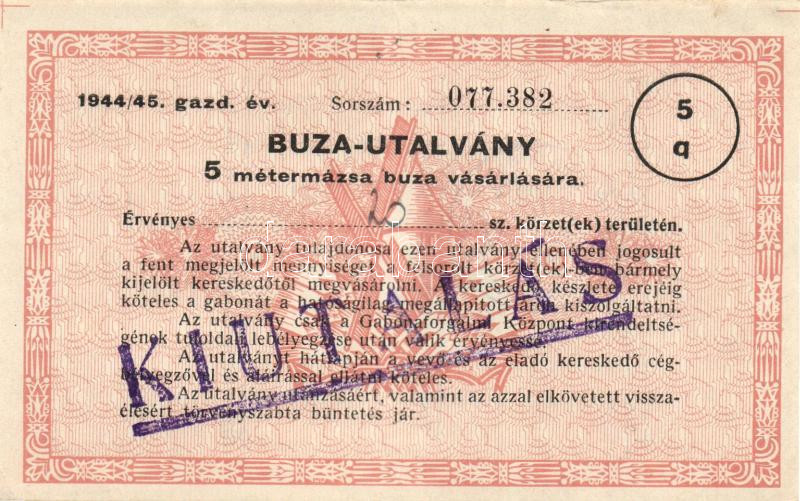 1944/45. gazd. év. Sorszám: 077.382
5
q
BUZA-UTALVÁNY
5 métermázsa buza vásárlására.
Érvényes 20 sz. körzet(ek) területén.
Az utalvány tulajdonosa ezen utalvány ellenében jogosult
a fent megjelölt mennyiséget a felsorolt körzet(ek)ben bármely
kijelölt kereskedőtől megvásárolni. A kereskedő készlete erejéig
köteles a gabonát a hatóságilag megállapított áron kiszolgáltatni.
Az utalvány csak a Gabonaforgalmi Központ kirendeltsé-
gének túloldali lebélyegzése után válik érvényessé.
Az utalványt hátlapján a vevő és az eladó kereskedő cég-
bélyegzővel és aláírással ellátni köteles.
Az utalvány utánzásáért, valamint az azzal elkövetett vissza-
élésért törvényszabta büntetés jár.
KIUTALÁS